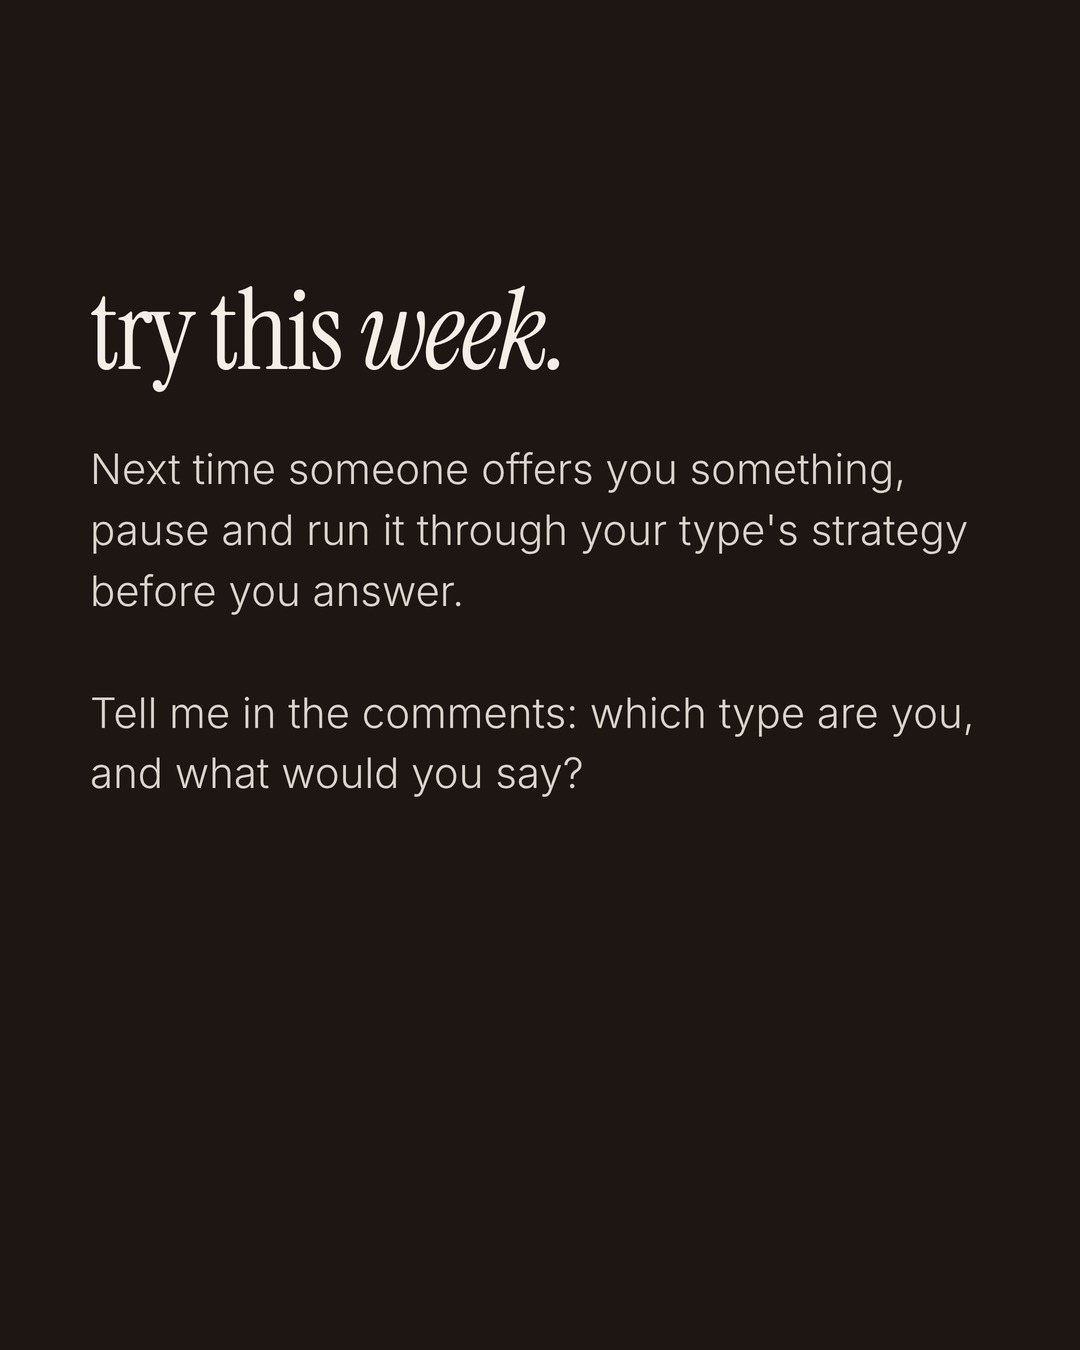 try this week.
Next time someone offers you something,
pause and run it through your type's strategy
before you answer.
Tell me in the comments: which type are you,
and what would you say?